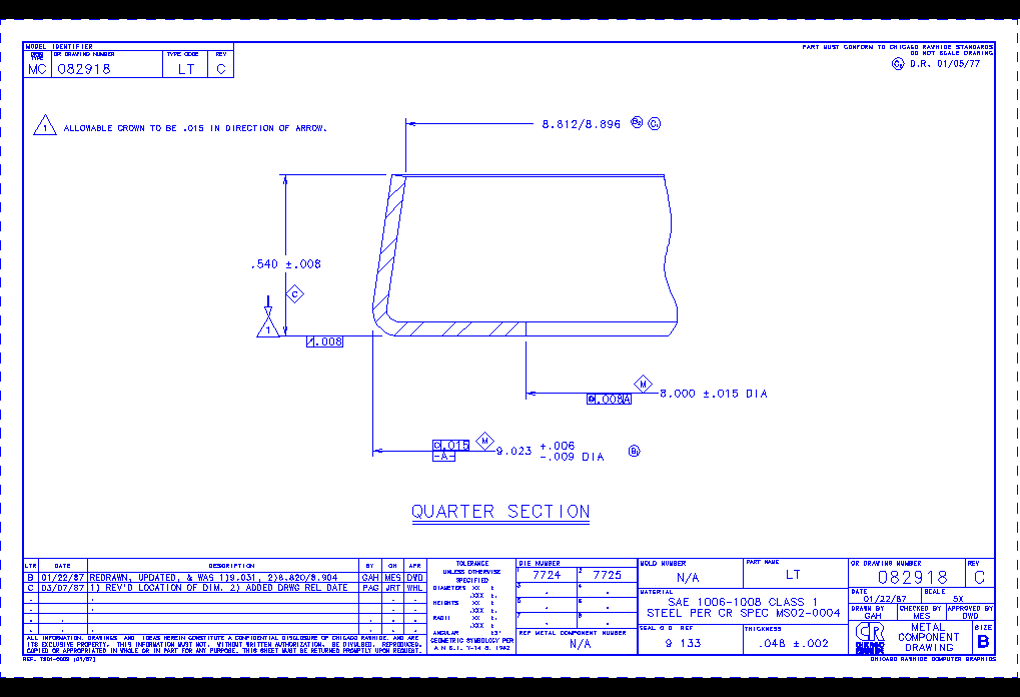 MODEL IDENTIFIER
OR DRAWING NUMBER TYPE CODE REV
MC 082918 LT C
PART MUST CONFORM TO CHICAGO RAWHIDE STANDARDS
DO NOT SCALE DRAWING
D.R. 01/05/77
1 ALLOWABLE CROWN TO BE .015 IN DIRECTION OF ARROW.
8.812/8.896
.540 ±.008
C
1
.008
M
.008 A
8.000 ±.015 DIA
.015
-A-
M
9.023 +.006 -.009 DIA
QUARTER SECTION
LTR DATE DESCRIPTION BY CH APR
B 01/22/87 REDRAWN, UPDATED, & WAS 1)9.031, 2)8.820/8.904 GAH MES DWD
C 03/07/87 1) REV'D LOCATION OF DIM. 2) ADDED DRWG REL DATE PAG JRT WHL
ALL INFORMATION, DRAWINGS AND IDEAS HEREIN CONSTITUTE A CONFIDENTIAL DISCLOSURE OF CHICAGO RAWHIDE, AND ARE
ITS EXCLUSIVE PROPERTY. THIS INFORMATION MUST NOT, WITHOUT WRITTEN AUTHORIZATION, BE DIVULGED, REPRODUCED,
COPIED OR APPROPRIATED IN WHOLE OR IN PART FOR ANY PURPOSE. THIS SHEET MUST BE RETURNED PROMPTLY UPON REQUEST.
TOLERANCE
UNLESS OTHERWISE
SPECIFIED
DIAMETERS .XX ±
.XXX ±.
HEIGHTS .XX ±
.XXX ±.
RADII .XX ±
.XXX ±.
ANGULAR ±3°
GEOMETRIC SYMBOLOGY PER
A.N.S.I. Y-14.5, 1982
DIE NUMBER
1 7724 2 7725
3 4
5 6
7 8
REF METAL COMPONENT NUMBER
N/A
MOLD NUMBER
N/A
PART NAME
LT
MATERIAL
SAE 1006-1008 CLASS 1
STEEL PER CR SPEC MS02-0004
SEAL O D REF
9 133
THICKNESS
.048 ±.002
OR DRAWING NUMBER REV
082918 C
DATE SCALE
01/22/87 5X
DRAWN BY CHECKED BY APPROVED BY
GAH MES DWD
CR
METAL
COMPONENT
DRAWING
SIZE
B
CHICAGO RAWHIDE COMPUTER GRAPHICS